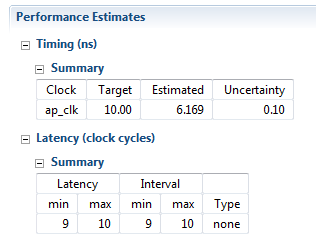 Performance Estimates
Timing (ns)
Summary
Clock Target Estimated Uncertainty
ap_clk 10.00 6.169 0.10
Latency (clock cycles)
Summary
Latency Interval
min max min max Type
9 10 9 10 none